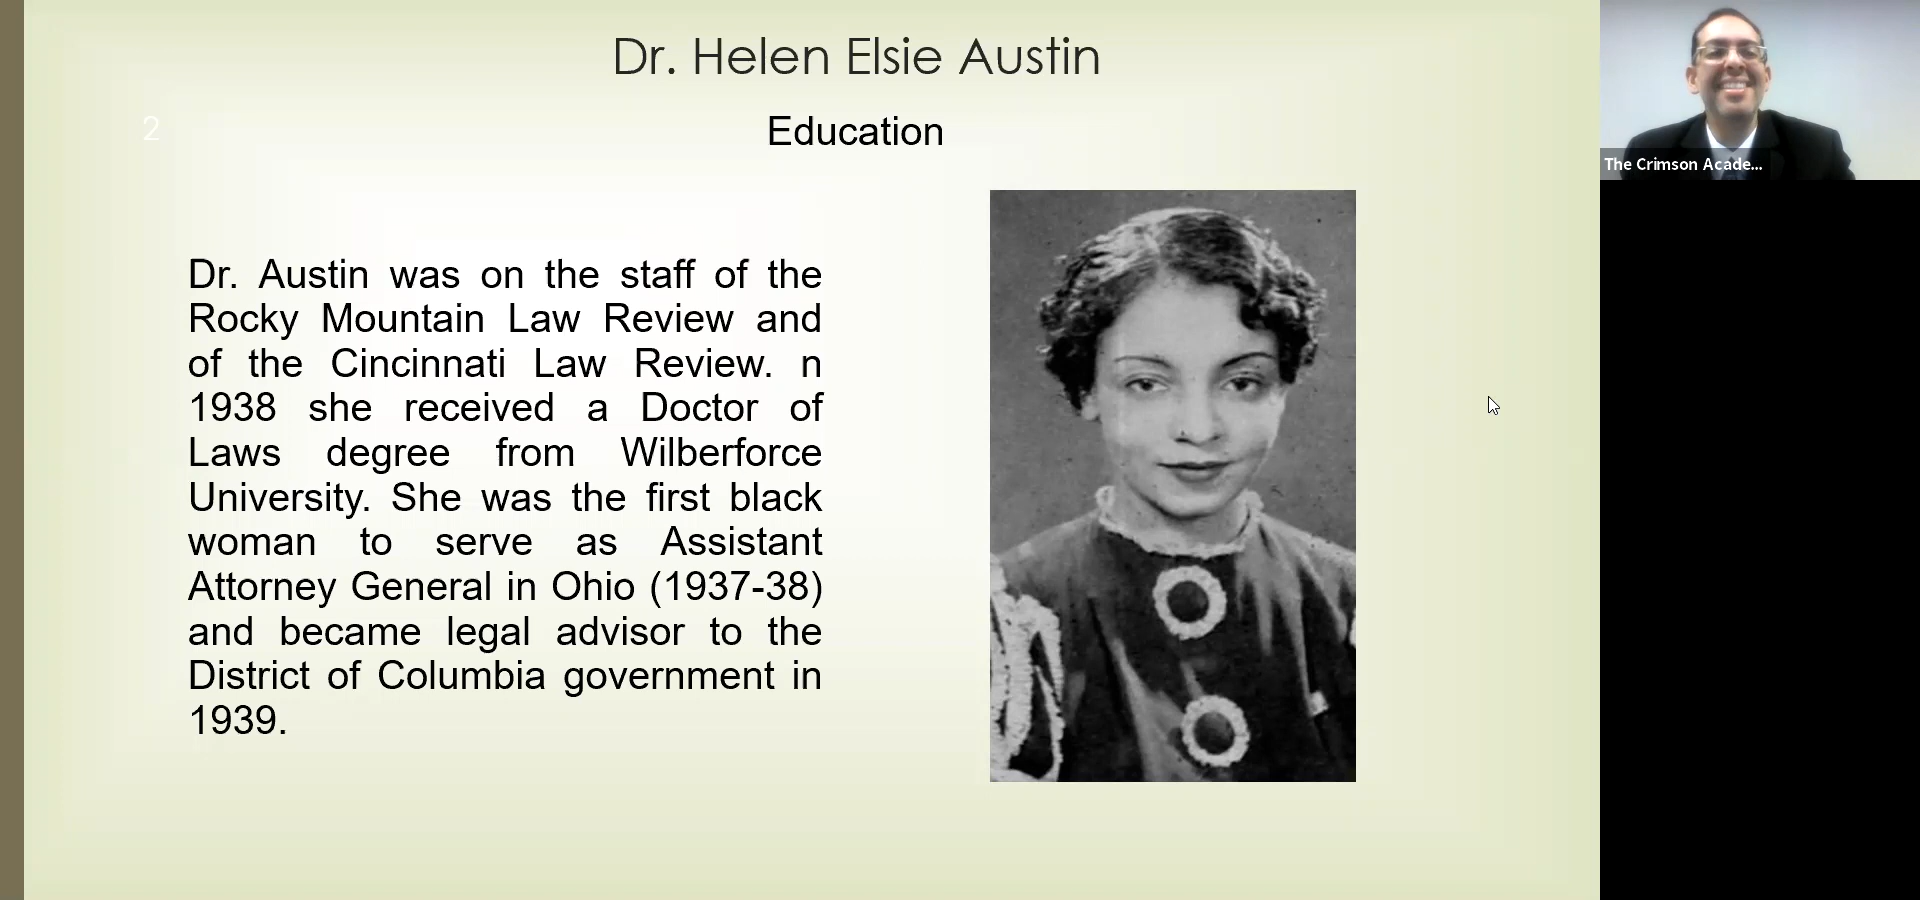 Dr. Helen Elsie Austin
2
Education
Dr. Austin was on the staff of the
Rocky Mountain Law Review and
of the Cincinnati Law Review. n
1938 she received a Doctor of
Laws degree from Wilberforce
University. She was the first black
woman to serve as Assistant
Attorney General in Ohio (1937-38)
and became legal advisor to the
District of Columbia government in
1939.
The Crimson Acade...